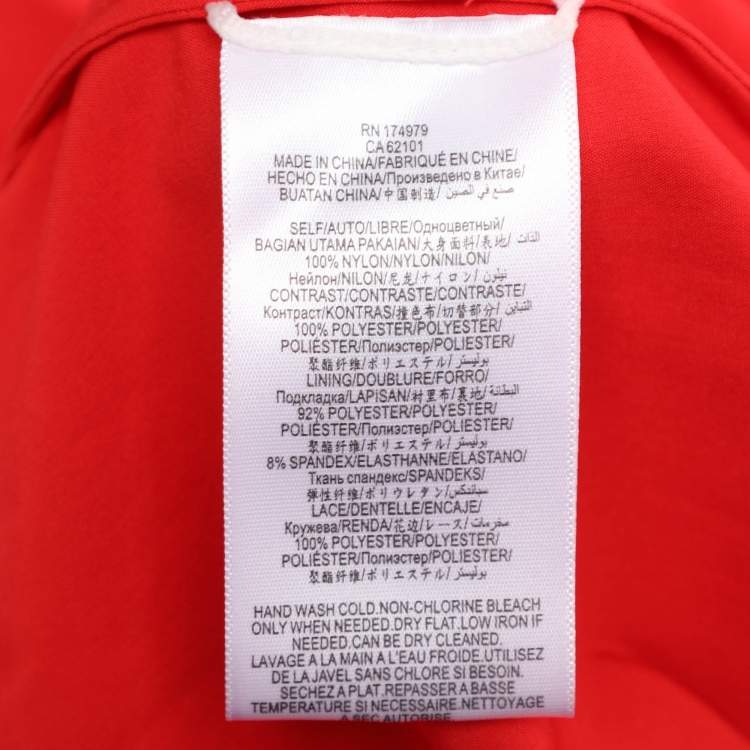 RN 174979
CA 62101
MADE IN CHINA/FABRIQUÉ EN CHINE/
HECHO EN CHINA/Произведено в Китае/
BUATAN CHINA/中国制造/ صنع في الصين/
SELF/AUTO/LIBRE/Одноцветный/
BAGIAN UTAMA PAKAIAN/大身面料/表地/ الذات/
100% NYLON/NYLON/NILON/
Нейлон/NILON/尼龙/ナイロン/ نيلون/
CONTRAST/CONTRASTE/CONTRASTE/
Контраст/KONTRAS/撞色布/切替部分/ التباين/
100% POLYESTER/POLYESTER/
POLIÉSTER/Полиэстер/POLYESTER/
聚酯纤维/ポリエステル/ بوليستر/
LINING/DOUBLURE/FORRO/
Подкладка/LAPISAN/衬里布/裏地/ البطانة/
92% POLYESTER/POLYESTER/
POLIÉSTER/Полиэстер/POLYESTER/
聚酯纤维/ポリエステル/ بوليستر/
8% SPANDEX/ELASTHANNE/ELASTANO/
Ткань спандекс/SPANDEKS/
弹性纤维/ポリウレタン/ سباندكس/
LACE/DENTELLE/ENCAJE/
Кружева/RENDA/花边/レース/ مخرمات/
100% POLYESTER/POLYESTER/
POLIÉSTER/Полиэстер/POLYESTER/
聚酯纤维/ポリエステル/ بوليستر/
HAND WASH COLD.NON-CHLORINE BLEACH
ONLY WHEN NEEDED.DRY FLAT.LOW IRON IF
NEEDED.CAN BE DRY CLEANED.
LAVAGE A LA MAIN A L'EAU FROIDE.UTILISEZ
DE LA JAVEL SANS CHLORE SI BESOIN.
SECHEZ A PLAT.REPASSER A BASSE
TEMPERATURE SI NECESSAIRE.NETTOYAGE
A SEC AUTORISE.